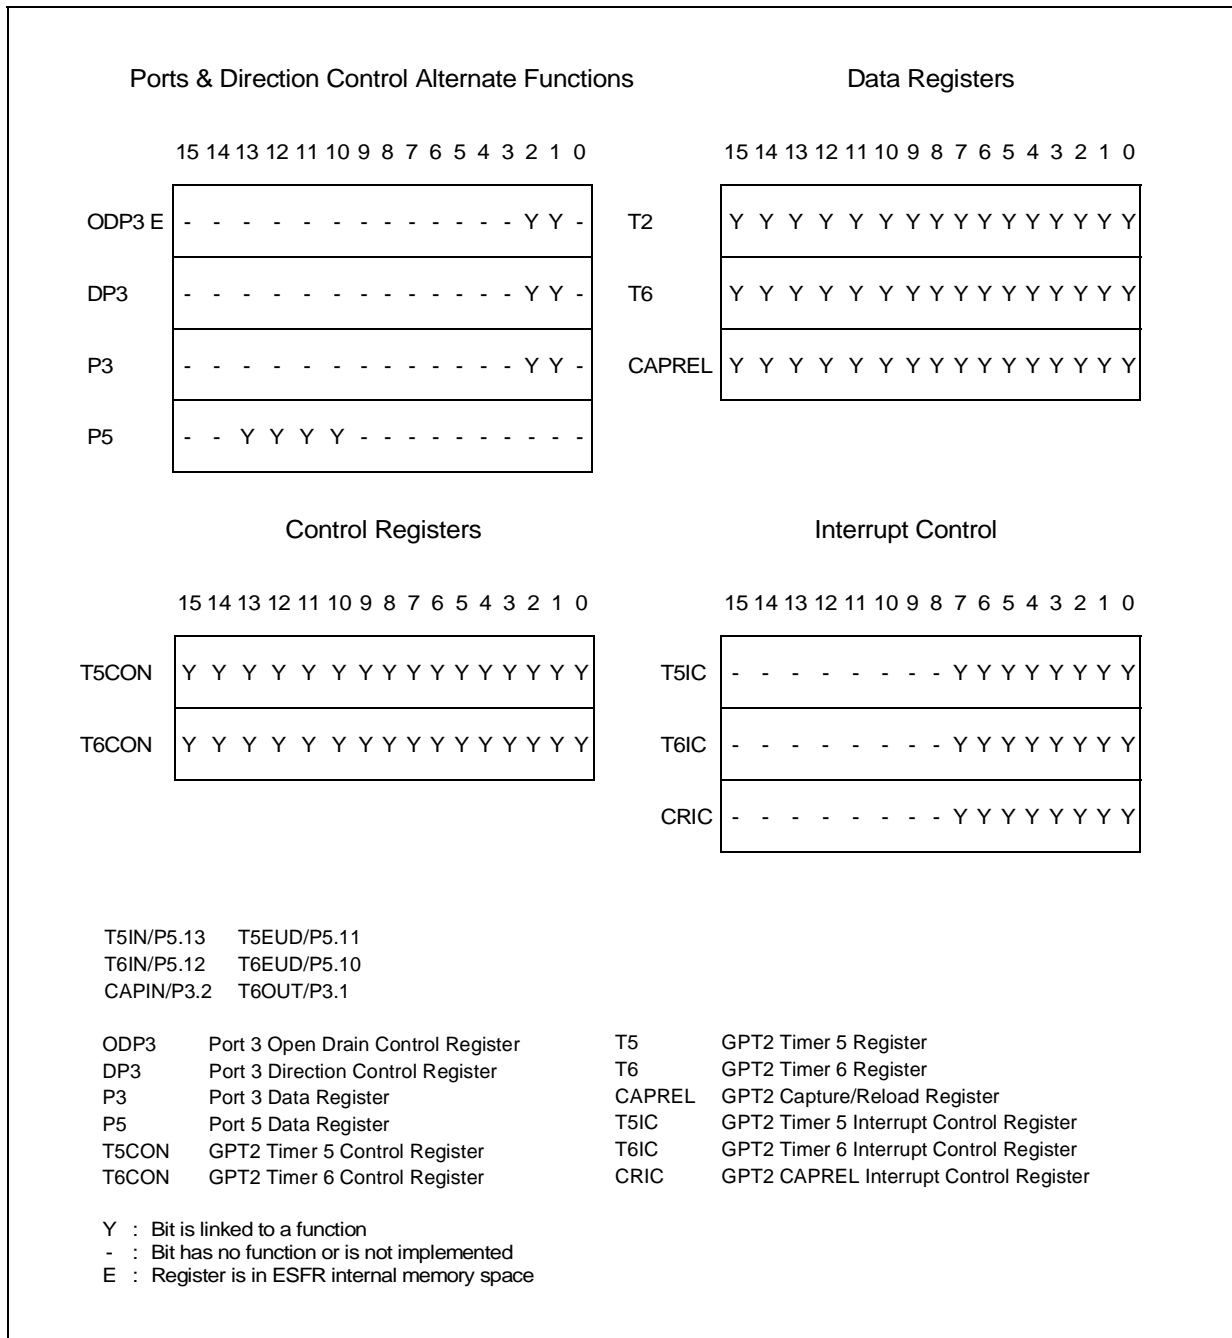 Ports & Direction Control Alternate Functions
15 14 13 12 11 10 9 8 7 6 5 4 3 2 1 0
ODP3 E - - - - - - - - - - - - - Y Y -
DP3 - - - - - - - - - - - - - Y Y -
P3 - - - - - - - - - - - - - Y Y -
P5 - - Y Y Y Y - - - - - - - - - -
Data Registers
15 14 13 12 11 10 9 8 7 6 5 4 3 2 1 0
T2 Y Y Y Y Y Y Y Y Y Y Y Y Y Y Y Y
T6 Y Y Y Y Y Y Y Y Y Y Y Y Y Y Y Y
CAPREL Y Y Y Y Y Y Y Y Y Y Y Y Y Y Y Y
Control Registers
15 14 13 12 11 10 9 8 7 6 5 4 3 2 1 0
T5CON Y Y Y Y Y Y Y Y Y Y Y Y Y Y Y Y
T6CON Y Y Y Y Y Y Y Y Y Y Y Y Y Y Y Y
Interrupt Control
15 14 13 12 11 10 9 8 7 6 5 4 3 2 1 0
T5IC - - - - - - - - Y Y Y Y Y Y Y Y
T6IC - - - - - - - - Y Y Y Y Y Y Y Y
CRIC - - - - - - - - Y Y Y Y Y Y Y Y
T5IN/P5.13 T5EUD/P5.11
T6IN/P5.12 T6EUD/P5.10
CAPIN/P3.2 T6OUT/P3.1
ODP3 Port 3 Open Drain Control Register
DP3 Port 3 Direction Control Register
P3 Port 3 Data Register
P5 Port 5 Data Register
T5CON GPT2 Timer 5 Control Register
T6CON GPT2 Timer 6 Control Register
T5 GPT2 Timer 5 Register
T6 GPT2 Timer 6 Register
CAPREL GPT2 Capture/Reload Register
T5IC GPT2 Timer 5 Interrupt Control Register
T6IC GPT2 Timer 6 Interrupt Control Register
CRIC GPT2 CAPREL Interrupt Control Register
Y : Bit is linked to a function
- : Bit has no function or is not implemented
E : Register is in ESFR internal memory space